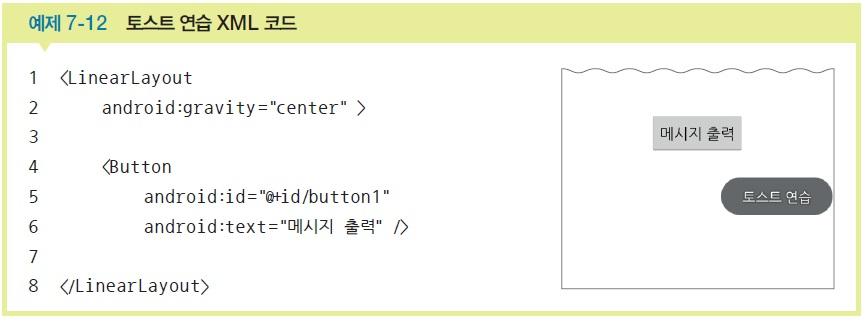 예제 7-12 토스트 연습 XML 코드
1 <LinearLayout
2 android:gravity="center" >
3
4 <Button
5 android:id="@+id/button1"
6 android:text="메시지 출력" />
7
8 </LinearLayout>
메시지 출력
토스트 연습